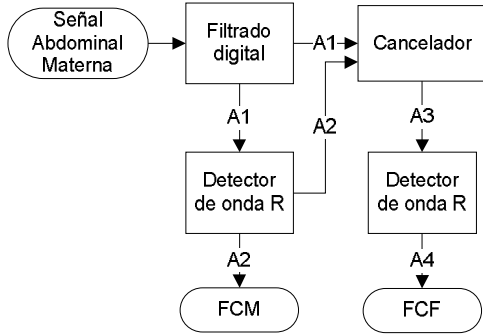 Señal
Abdominal
Materna
Filtrado
digital
A1
Cancelador
A1
A2
A3
Detector
de onda R
Detector
de onda R
A2
A4
FCM
FCF